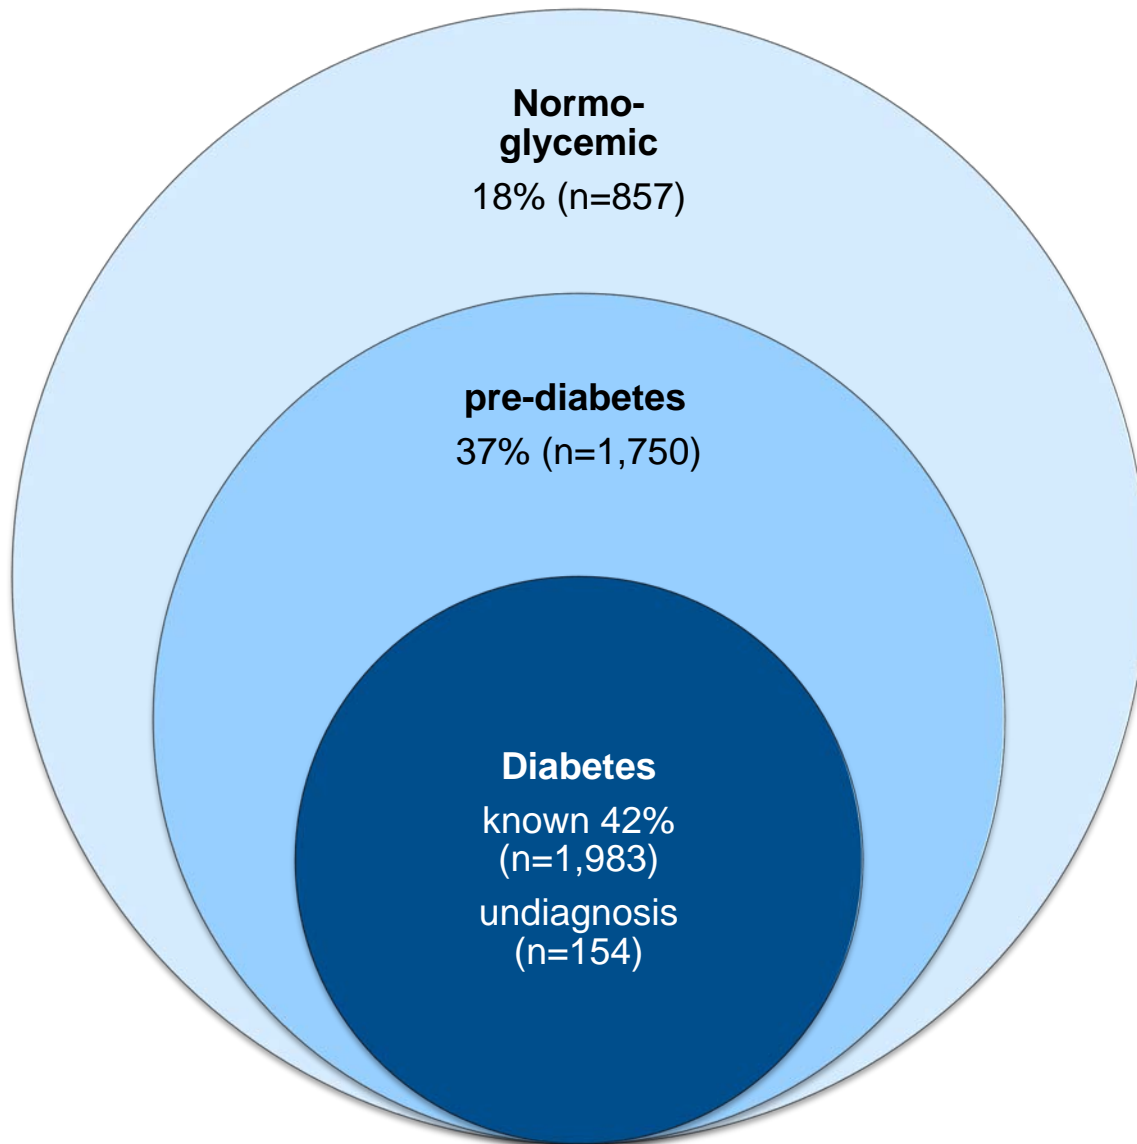 Normo-
glycemic
18% (n=857)
pre-diabetes
37% (n=1,750)
Diabetes
known 42%
(n=1,983)
undiagnosis
(n=154)